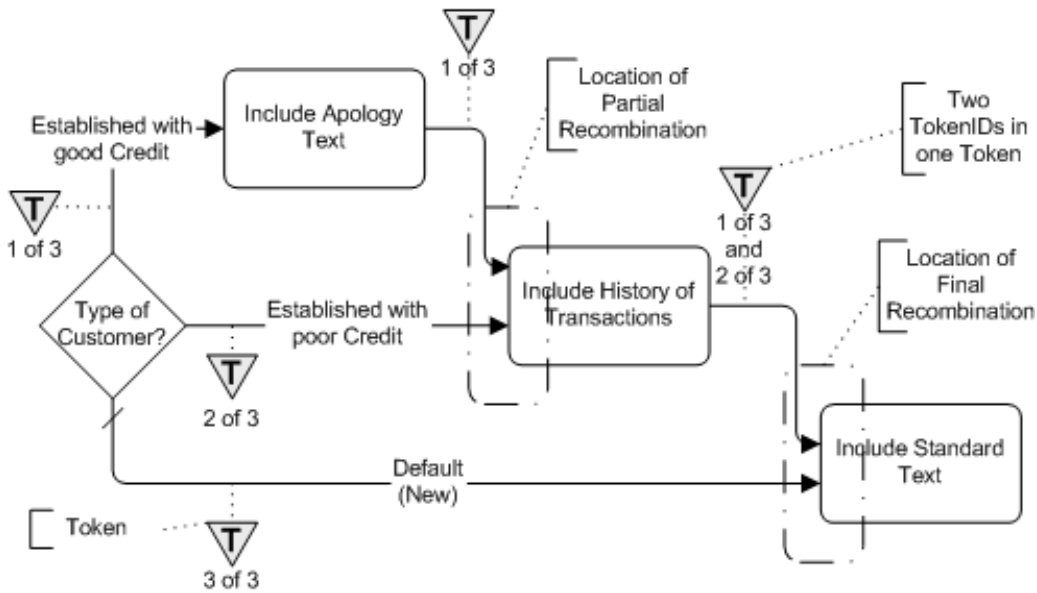 T
1 of 3
Location of
Partial
Recombination
Two
TokenIDs in
one Token
Include Apology
Text
Established with
good Credit
T
1 of 3
T
1 of 3
and
2 of 3
Location of
Final
Recombination
Type of
Customer?
Established with
poor Credit
Include History of
Transactions
T
2 of 3
Include Standard
Text
Default
(New)
Token
T
3 of 3